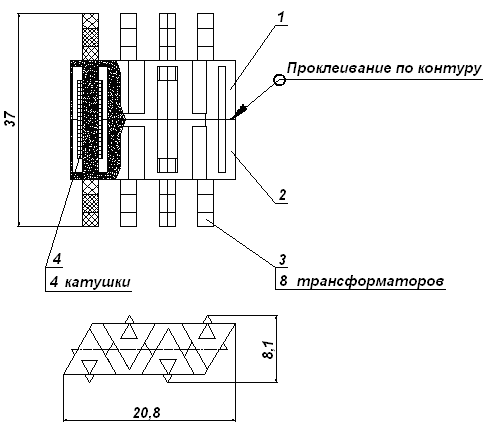 1
Проклеивание по контуру
37
2
4
4 катушки
3
8 трансформаторов
8,1
20,8